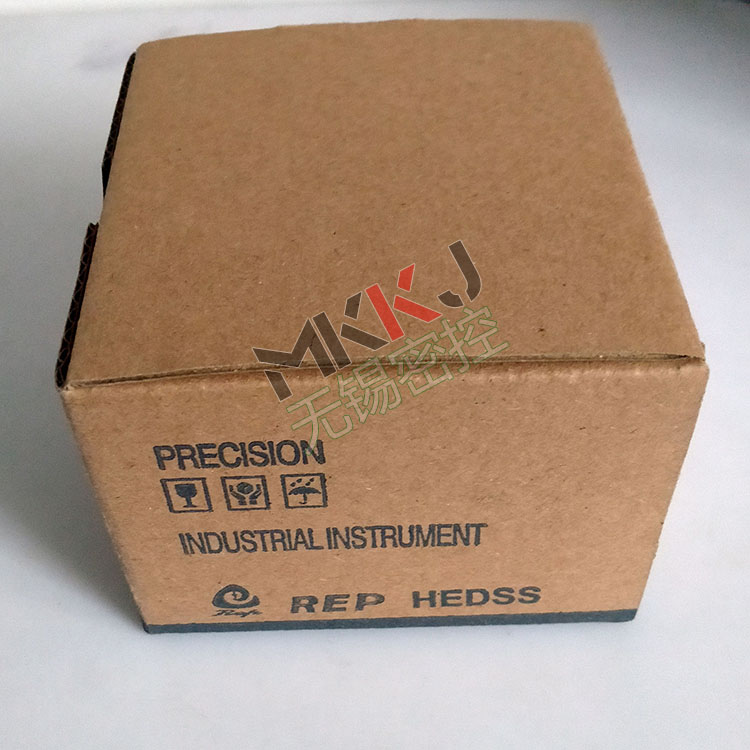 MKKJ
无锡密控
PRECISION
INDUSTRIAL INSTRUMENT
REP HEDSS